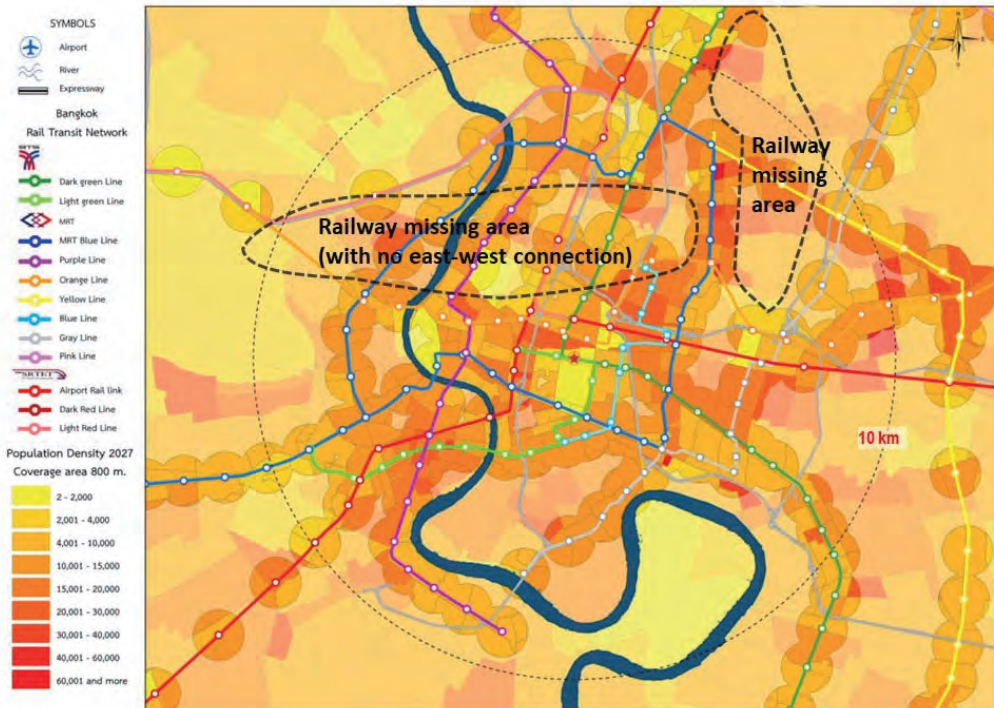 SYMBOLS
Airport
River
Expressway
Bangkok
Rail Transit Network
BTS
Dark green Line
Light green Line
MRT
MRT Blue Line
Purple Line
Orange Line
Yellow Line
Blue Line
Gray Line
Pink Line
Airport Rail link
Dark Red Line
Light Red Line
Population Density 2027
Coverage area 800 m.
2 - 2,000
2,001 - 4,000
4,001 - 10,000
10,001 - 15,000
15,001 - 20,000
20,001 - 30,000
30,001 - 40,000
40,001 - 60,000
60,001 and more
Railway
missing
area
Railway missing area
(with no east-west connection)
10 km